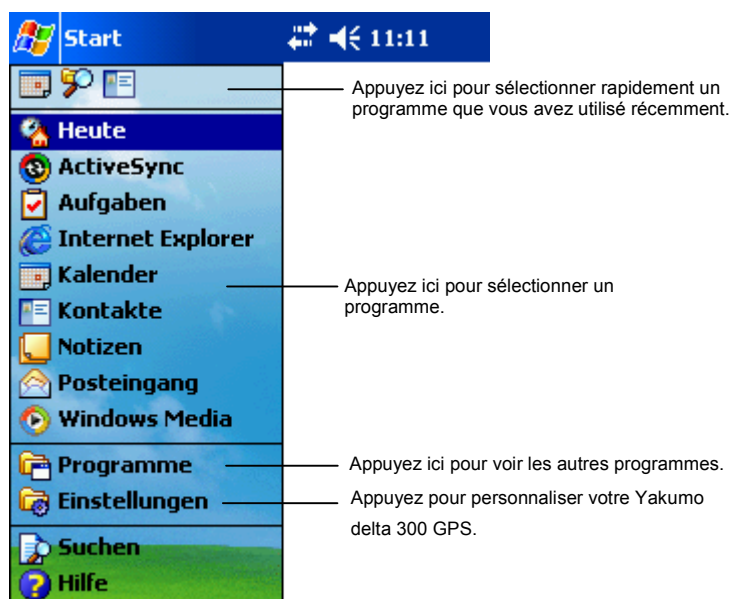 Start 11:11
Appuyez ici pour sélectionner rapidement un
programme que vous avez utilisé récemment.
Heute
ActiveSync
Aufgaben
Internet Explorer
Kalender
Appuyez ici pour sélectionner un
programme.
Kontakte
Notizen
Posteingang
Windows Media
Programme
Appuyez ici pour voir les autres programmes.
Einstellungen
Appuyez pour personnaliser votre Yakumo
delta 300 GPS.
Suchen
Hilfe